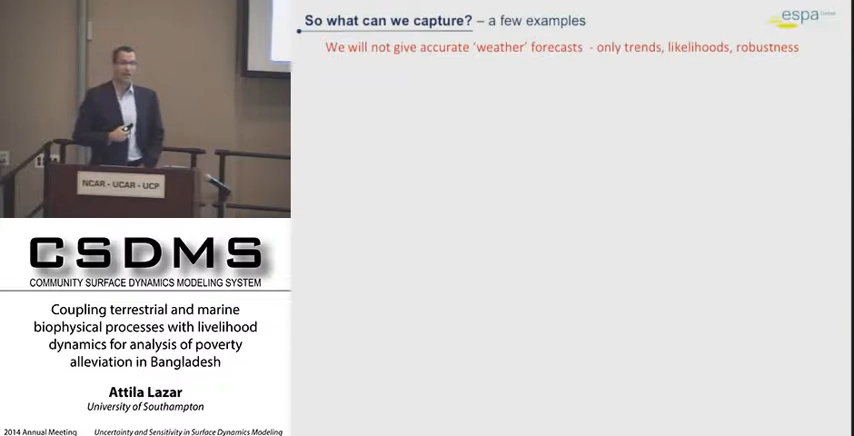 So what can we capture? – a few examples
espa
We will not give accurate 'weather' forecasts - only trends, likelihoods, robustness
NCAR - UCAR - UCP
CSDMS
COMMUNITY SURFACE DYNAMICS MODELING SYSTEM
Coupling terrestrial and marine
biophysical processes with livelihood
dynamics for analysis of poverty
alleviation in Bangladesh
Attila Lazar
University of Southampton
2014 Annual Meeting Uncertainty and Sensitivity in Surface Dynamics Modeling